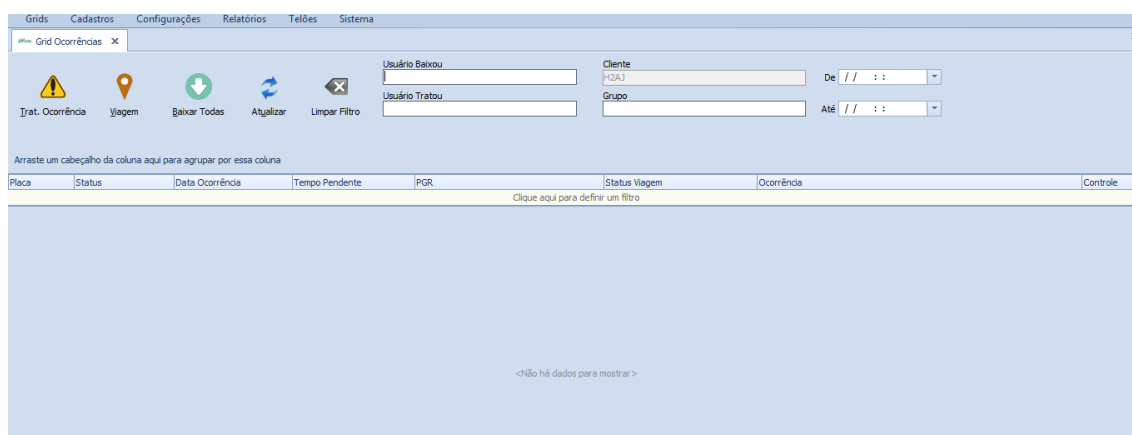 Grids Cadastros Configurações Relatórios Telões Sistema
Grid Ocorrências X
Usuário Baixou Cliente
H2AJ De / / : :
Usuário Tratou Grupo
Trat. Ocorrência Viagem Baixar Todas Atualizar Limpar Filtro Até / / : :
Arraste um cabeçalho da coluna aqui para agrupar por essa coluna
Placa Status Data Ocorrência Tempo Pendente PGR Status Viagem Ocorrência Controle
Clique aqui para definir um filtro
<Não há dados para mostrar>